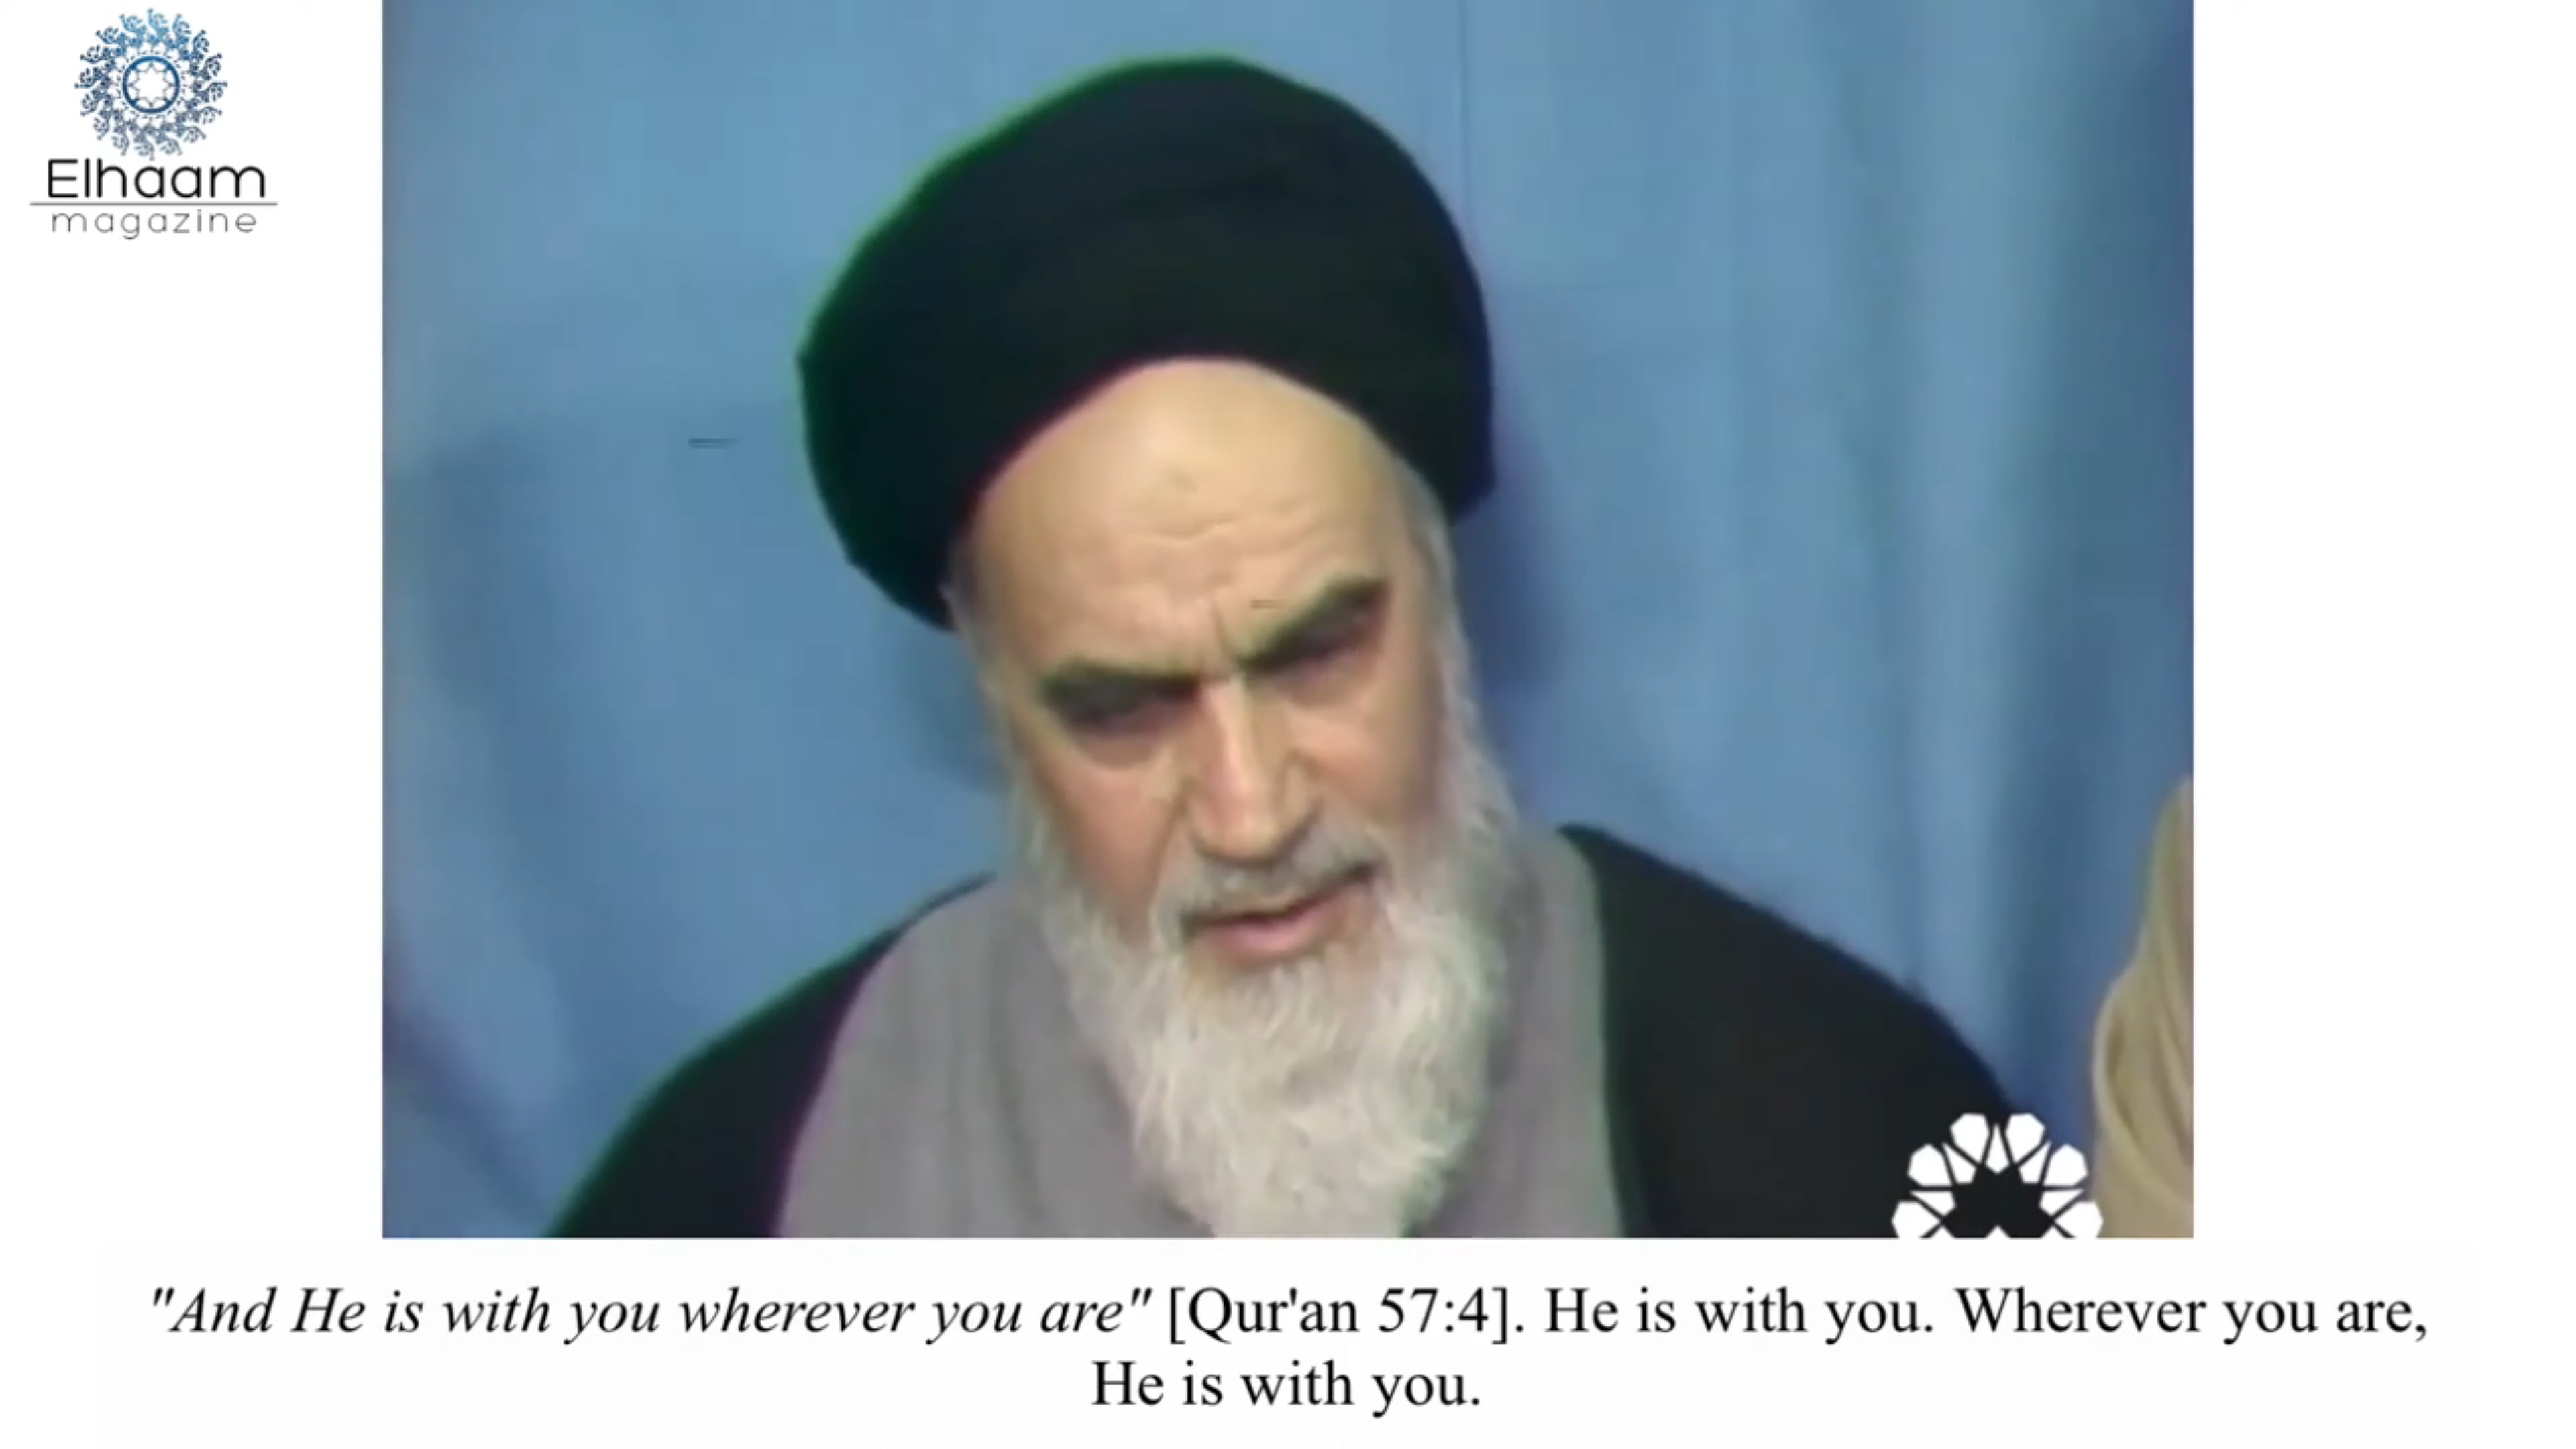 Elhaam
magazine
"And He is with you wherever you are" [Qur'an 57:4]. He is with you. Wherever you are,
He is with you.